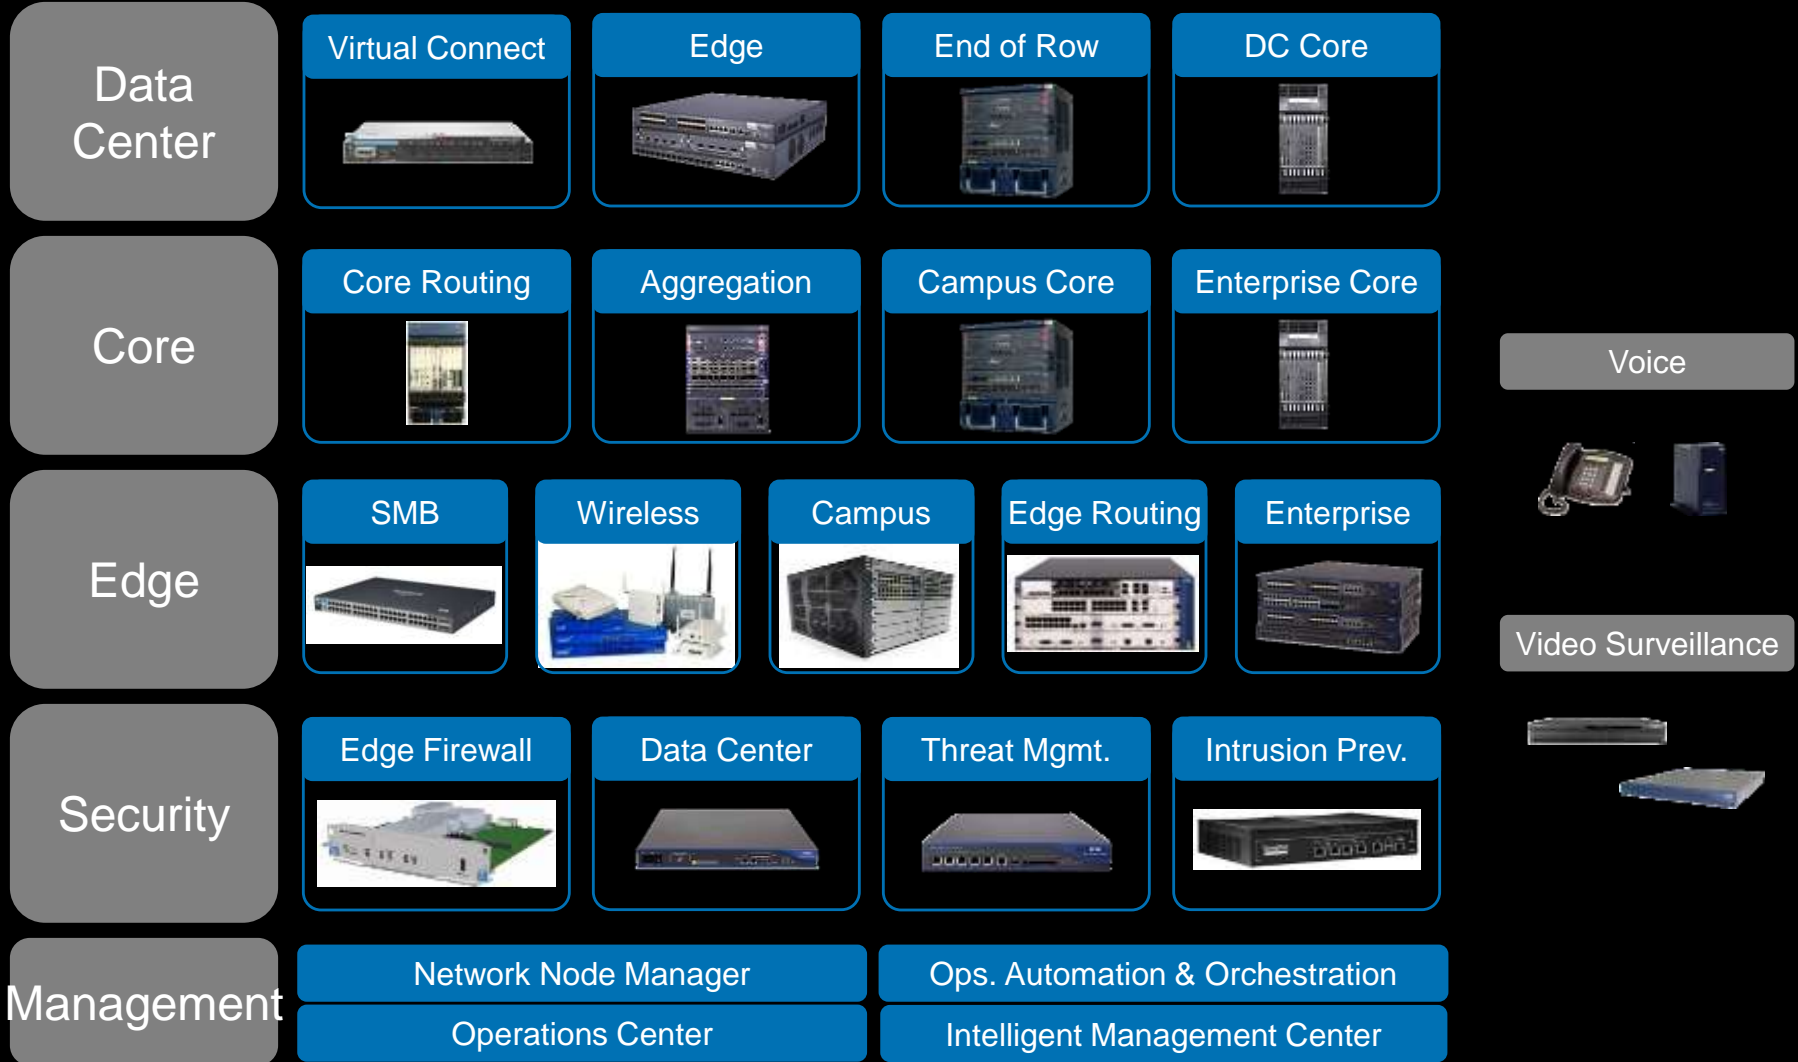 Data
Center
Virtual Connect
Edge
End of Row
DC Core
Core
Core Routing
Aggregation
Campus Core
Enterprise Core
Voice
Edge
SMB
Wireless
Campus
Edge Routing
Enterprise
Video Surveillance
Security
Edge Firewall
Data Center
Threat Mgmt.
Intrusion Prev.
Management
Network Node Manager
Ops. Automation & Orchestration
Operations Center
Intelligent Management Center